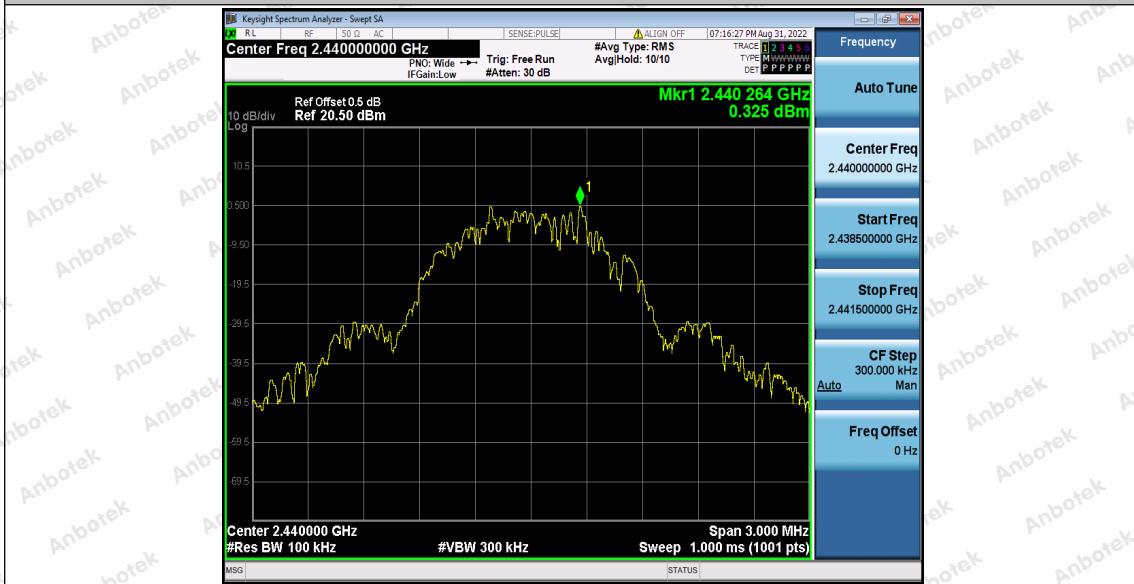 Keysight Spectrum Analyzer - Swept SA
LXI RL RF 50 Ω AC SENSE:PULSE ALIGN OFF 07:16:27 PM Aug 31, 2022
Center Freq 2.440000000 GHz
PNO: Wide
IFGain:Low
Trig: Free Run
#Atten: 30 dB
#Avg Type: RMS
Avg|Hold: 10/10
TRACE 1 2 3 4 5 6
TYPE M W W W W W
DET P P P P P P
Ref Offset 0.5 dB
10 dB/div Ref 20.50 dBm
Log
Mkr1 2.440 264 GHz
0.325 dBm
1
10.5
0.500
-9.50
-19.5
-29.5
-39.5
-49.5
-59.5
-69.5
Center 2.440000 GHz
Span 3.000 MHz
#Res BW 100 kHz
#VBW 300 kHz
Sweep 1.000 ms (1001 pts)
MSG
STATUS
Frequency
Auto Tune
Center Freq
2.440000000 GHz
Start Freq
2.438500000 GHz
Stop Freq
2.441500000 GHz
CF Step
300.000 kHz
Auto Man
Freq Offset
0 Hz
Anbotek